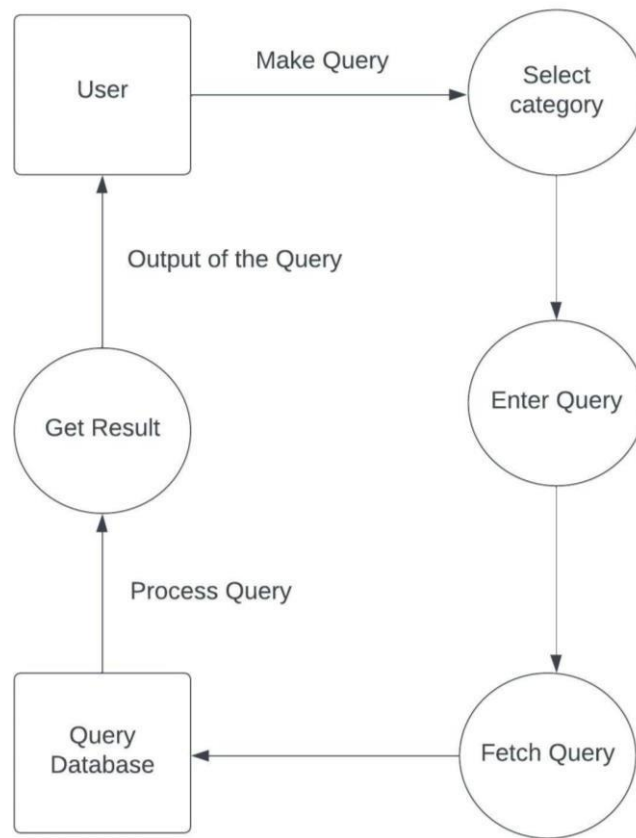 User
Make Query
Select
category
Output of the Query
Enter Query
Get Result
Process Query
Query
Database
Fetch Query